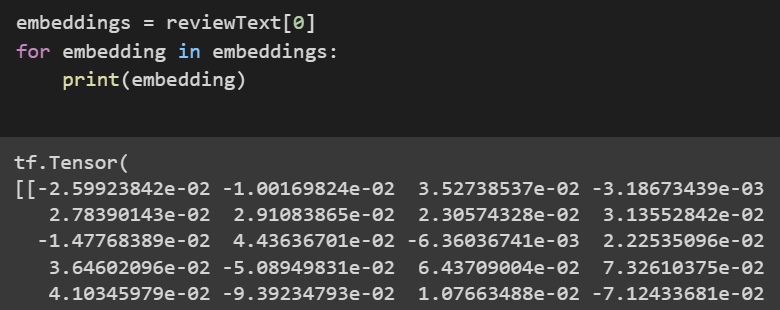 embeddings = reviewText[0]
for embedding in embeddings:
    print(embedding)
tf.Tensor(
[[-2.59923842e-02 -1.00169824e-02  3.52738537e-02 -3.18673439e-03
   2.78390143e-02  2.91083865e-02  2.30574328e-02  3.13552842e-02
  -1.47768389e-02  4.43636701e-02 -6.36036741e-03  2.22535096e-02
   3.64602096e-02 -5.08949831e-02  6.43709004e-02  7.32610375e-02
   4.10345979e-02 -9.39234793e-02  1.07663488e-02 -7.12433681e-02